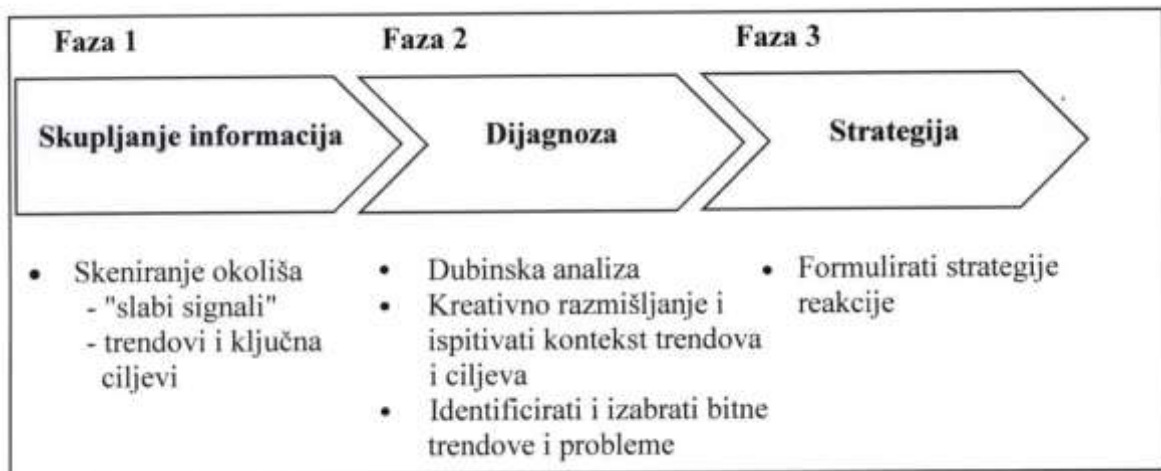 Faza 1
Faza 2
Faza 3
Skupljanje informacija
Dijagnoza
Strategija
• Skeniranje okoliša
- "slabi signali"
- trendovi i ključna
ciljevi
• Dubinska analiza
• Kreativno razmišljanje i
ispitivati kontekst trendova
i ciljeva
• Identificirati i izabrati bitne
trendove i probleme
• Formulirati strategije
reakcije